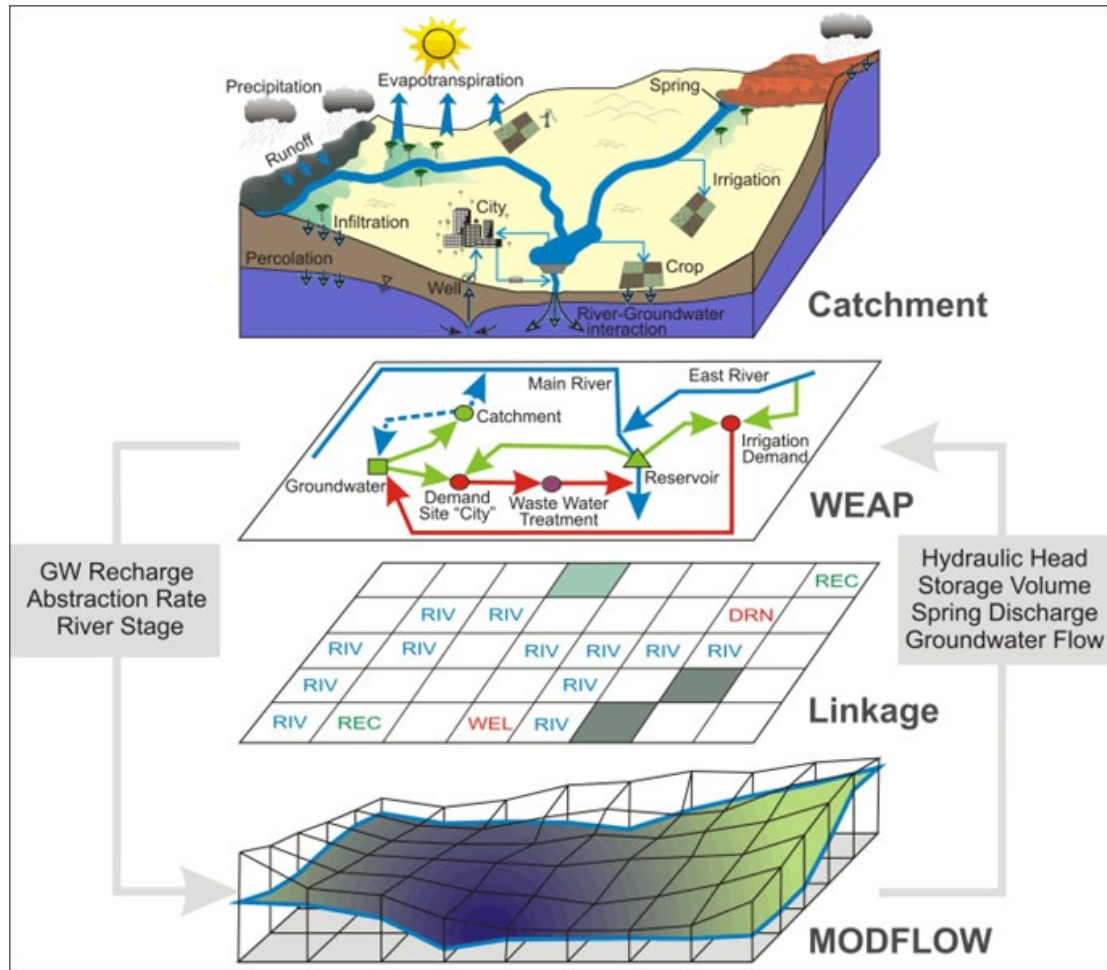 Precipitation
Evapotranspiration
Spring
Runoff
Irrigation
City
Infiltration
Percolation
Well
Crop
River-Groundwater
interaction
Catchment
Main River
East River
Catchment
Irrigation
Demand
Groundwater
Reservoir
Demand
Site "City"
Waste Water
Treatment
WEAP
GW Recharge
Abstraction Rate
River Stage
Hydraulic Head
Storage Volume
Spring Discharge
Groundwater Flow
REC
RIV RIV DRN
RIV RIV RIV RIV RIV RIV
RIV RIV
RIV REC WEL RIV
Linkage
MODFLOW